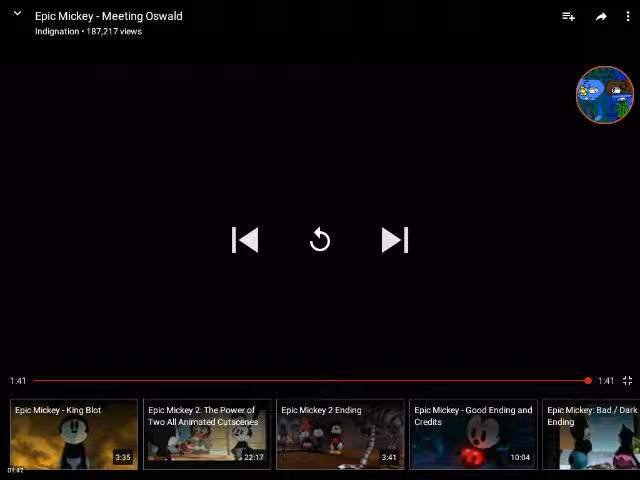 Epic Mickey - Meeting Oswald
Indignation • 187,217 views
1:41
1:41
Epic Mickey - King Blot
3:35
Epic Mickey 2: The Power of
Two All Animated Cutscenes
22:17
Epic Mickey 2 Ending
3:41
Epic Mickey - Good Ending and
Credits
10:04
Epic Mickey: Bad / Dark
Ending
01:47